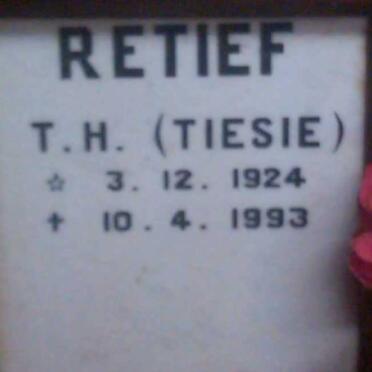 RETIEF
T.H. (TIESIE)
☆ 3. 12. 1924
✝ 10. 4. 1993